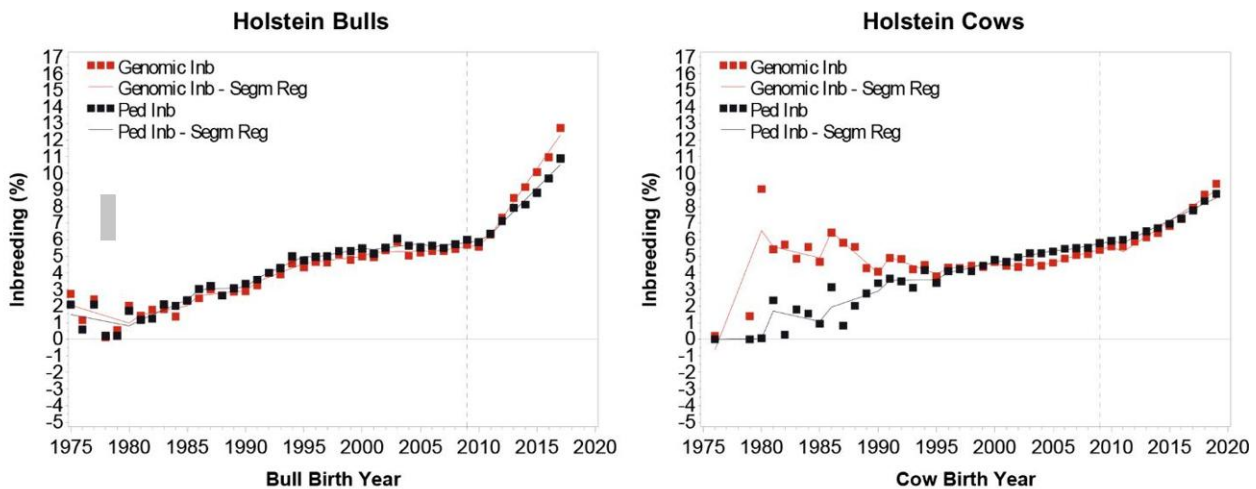 Holstein Bulls
17
16
15
14
13
12
11
10
9
8
7
6
5
4
3
2
1
0
-1
-2
-3
-4
-5
Inbreeding (%)
Genomic Inb
Genomic Inb - Segm Reg
Ped Inb
Ped Inb - Segm Reg
1975 1980 1985 1990 1995 2000 2005 2010 2015 2020
Bull Birth Year
Holstein Cows
17
16
15
14
13
12
11
10
9
8
7
6
5
4
3
2
1
0
-1
-2
-3
-4
-5
Inbreeding (%)
Genomic Inb
Genomic Inb - Segm Reg
Ped Inb
Ped Inb - Segm Reg
1975 1980 1985 1990 1995 2000 2005 2010 2015 2020
Cow Birth Year